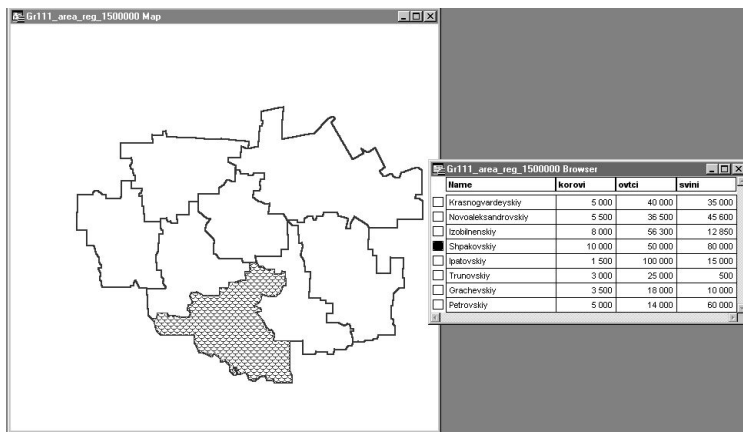 Gr111_area_reg_1500000 Map
Gr111_area_reg_1500000 Browser
Name korovi ovtci svini
Krasnogvardeyskiy 5 000 40 000 35 000
Novoaleksandrovskiy 5 500 36 500 45 600
Izobilnenskiy 8 000 56 300 12 850
Shpakovskiy 10 000 50 000 80 000
Ipatovskiy 1 500 100 000 15 000
Trunovskiy 3 000 25 000 500
Grachevskiy 3 500 18 000 10 000
Petrovskiy 5 000 14 000 60 000